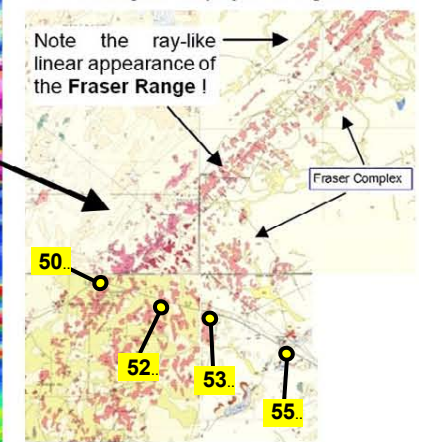 Note the ray-like
linear appearance of
the Fraser Range !
Fraser Complex
50..
52..
53..
55..